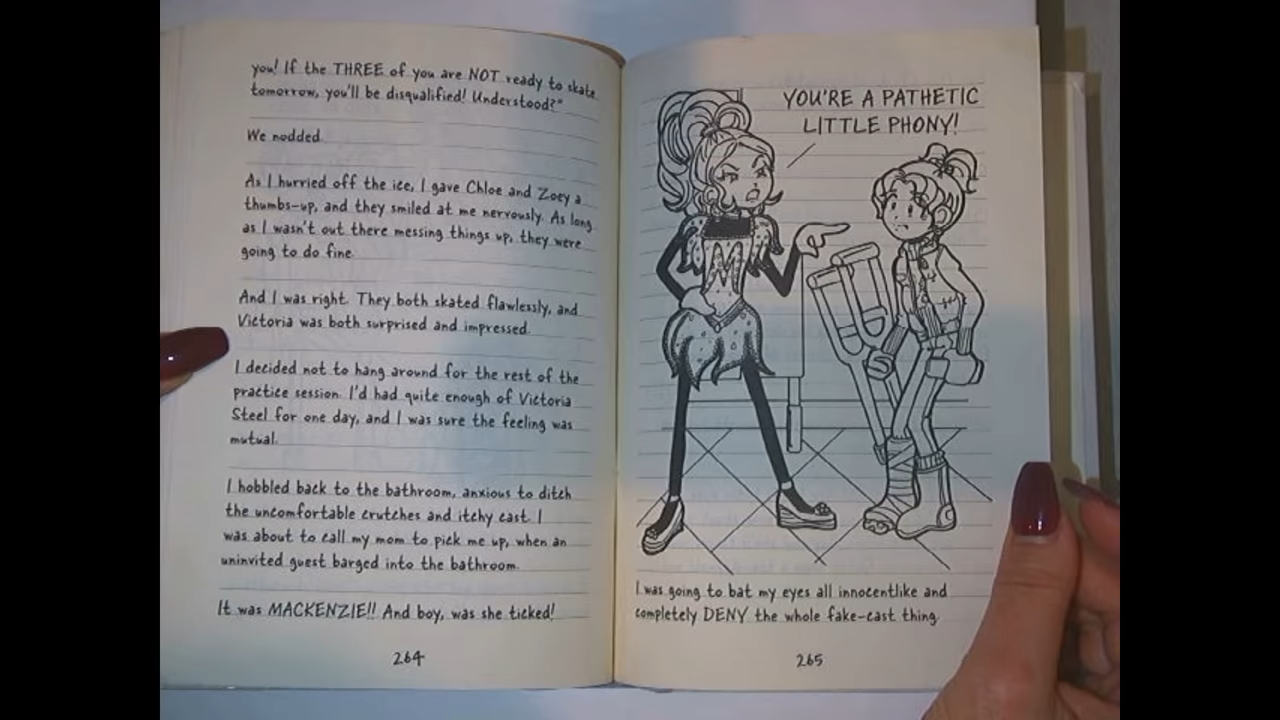 you! If the THREE of you are NOT ready to skate
tomorrow, you'll be disqualified! Understood?"
We nodded.
As I hurried off the ice, I gave Chloe and Zoey a
thumbs-up, and they smiled at me nervously. As long
as I wasn't out there messing things up, they were
going to do fine.
And I was right. They both skated flawlessly, and
Victoria was both surprised and impressed.
I decided not to hang around for the rest of the
practice session. I'd had quite enough of Victoria
Steel for one day, and I was sure the feeling was
mutual.
I hobbled back to the bathroom, anxious to ditch
the uncomfortable crutches and itchy cast. I
was about to call my mom to pick me up, when an
uninvited guest barged into the bathroom.
It was MACKENZIE!! And boy, was she ticked!
264
YOU'RE A PATHETIC
LITTLE PHONY!
M
I was going to bat my eyes all innocentlike and
completely DENY the whole fake-cast thing.
265